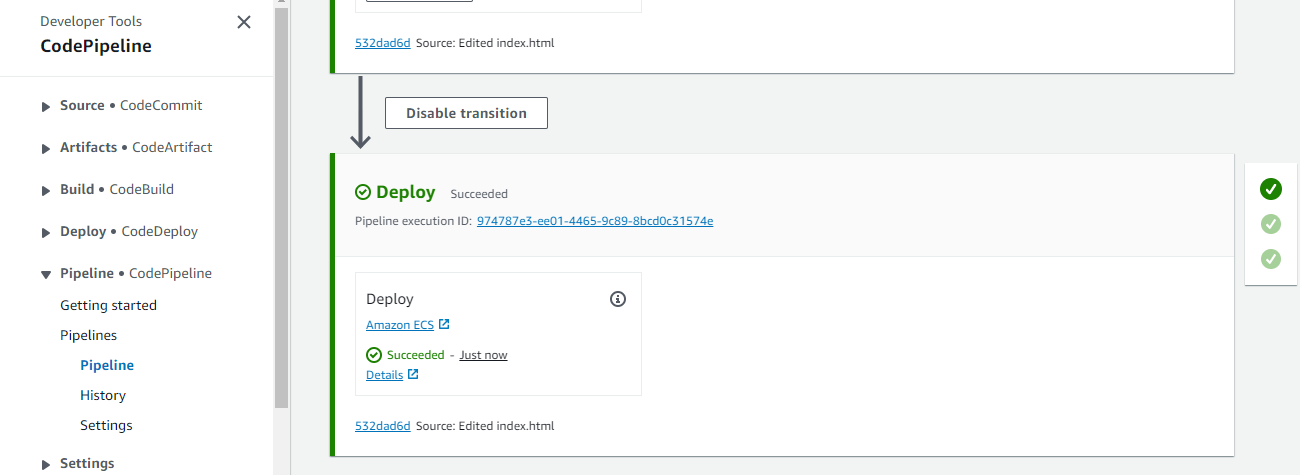 Developer Tools
CodePipeline
Source • CodeCommit
Artifacts • CodeArtifact
Build • CodeBuild
Deploy • CodeDeploy
Pipeline • CodePipeline
Getting started
Pipelines
Pipeline
History
Settings
Settings
532dad6d Source: Edited index.html
Disable transition
Deploy Succeeded
Pipeline execution ID: 974787e3-ee01-4465-9c89-8bcd0c31574e
Deploy
Amazon ECS
Succeeded - Just now
Details
532dad6d Source: Edited index.html